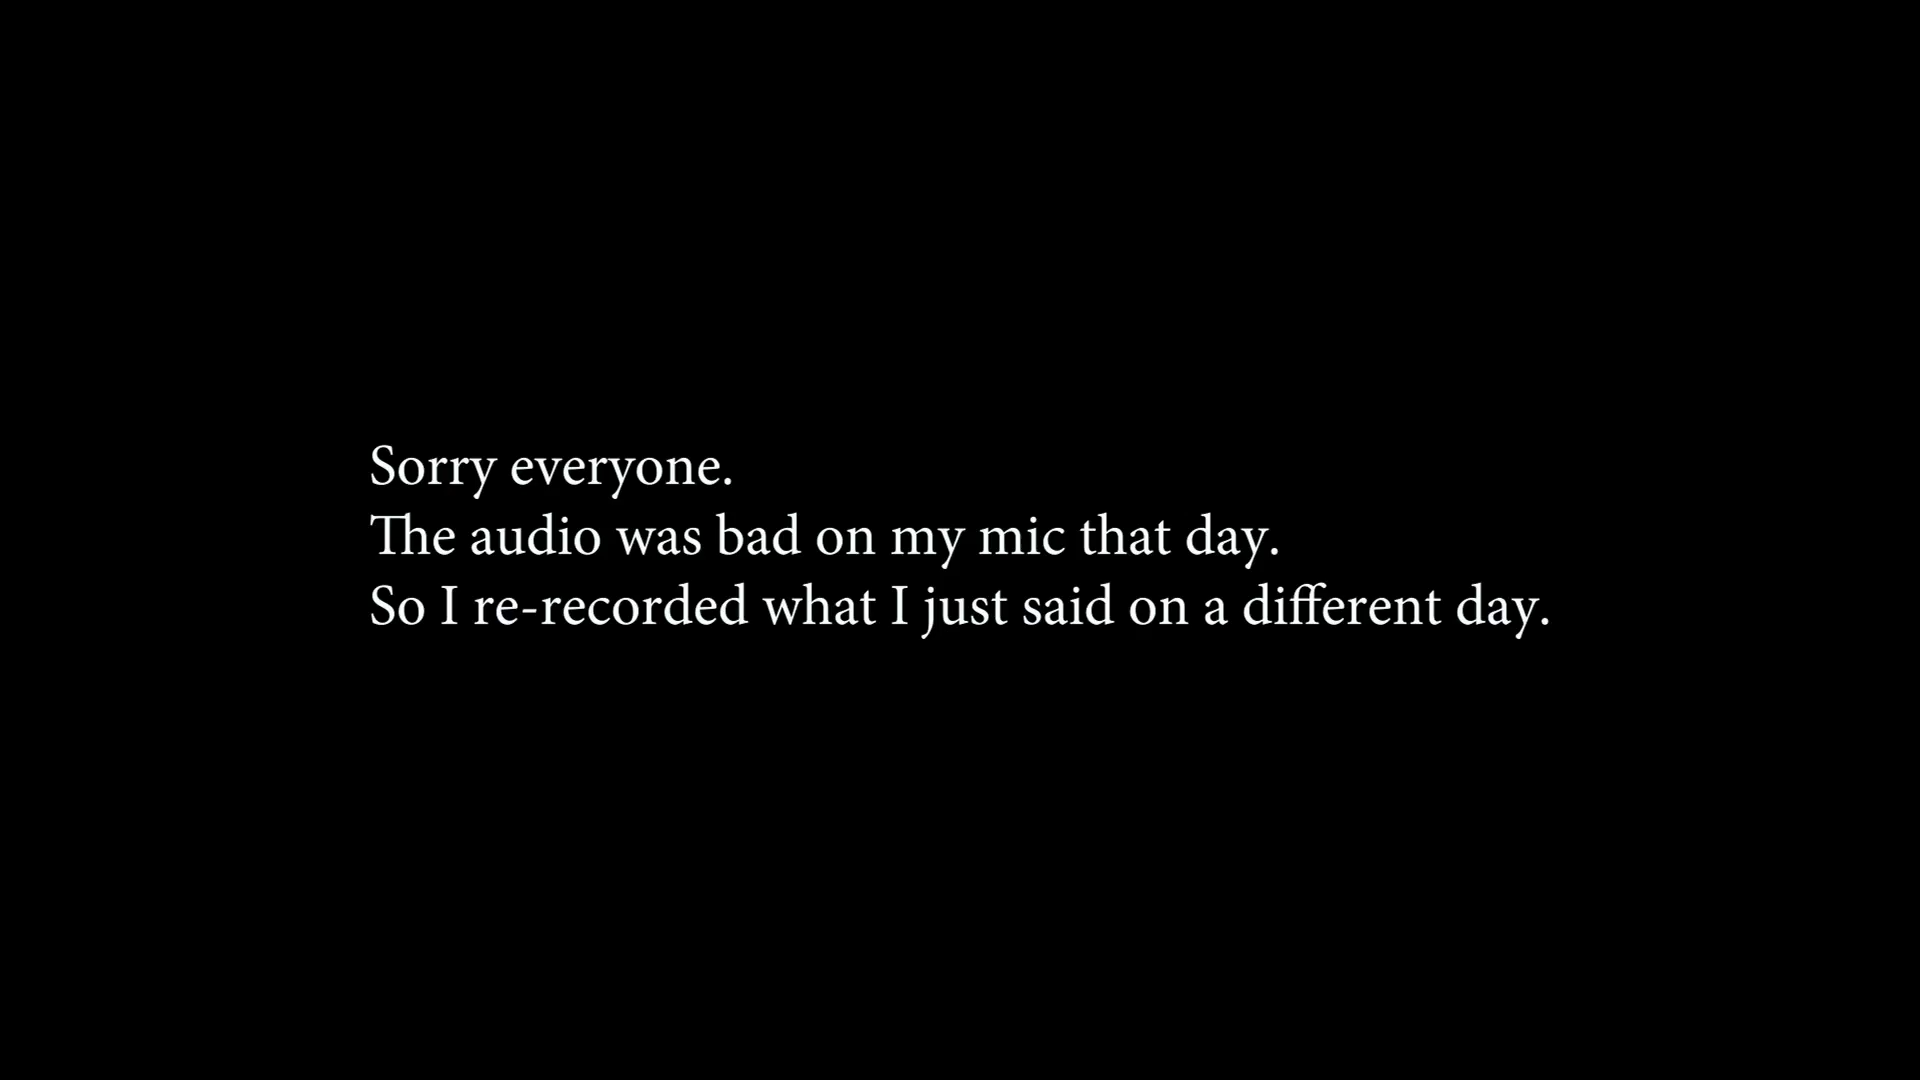 Sorry everyone.
The audio was bad on my mic that day.
So I re-recorded what I just said on a different day.